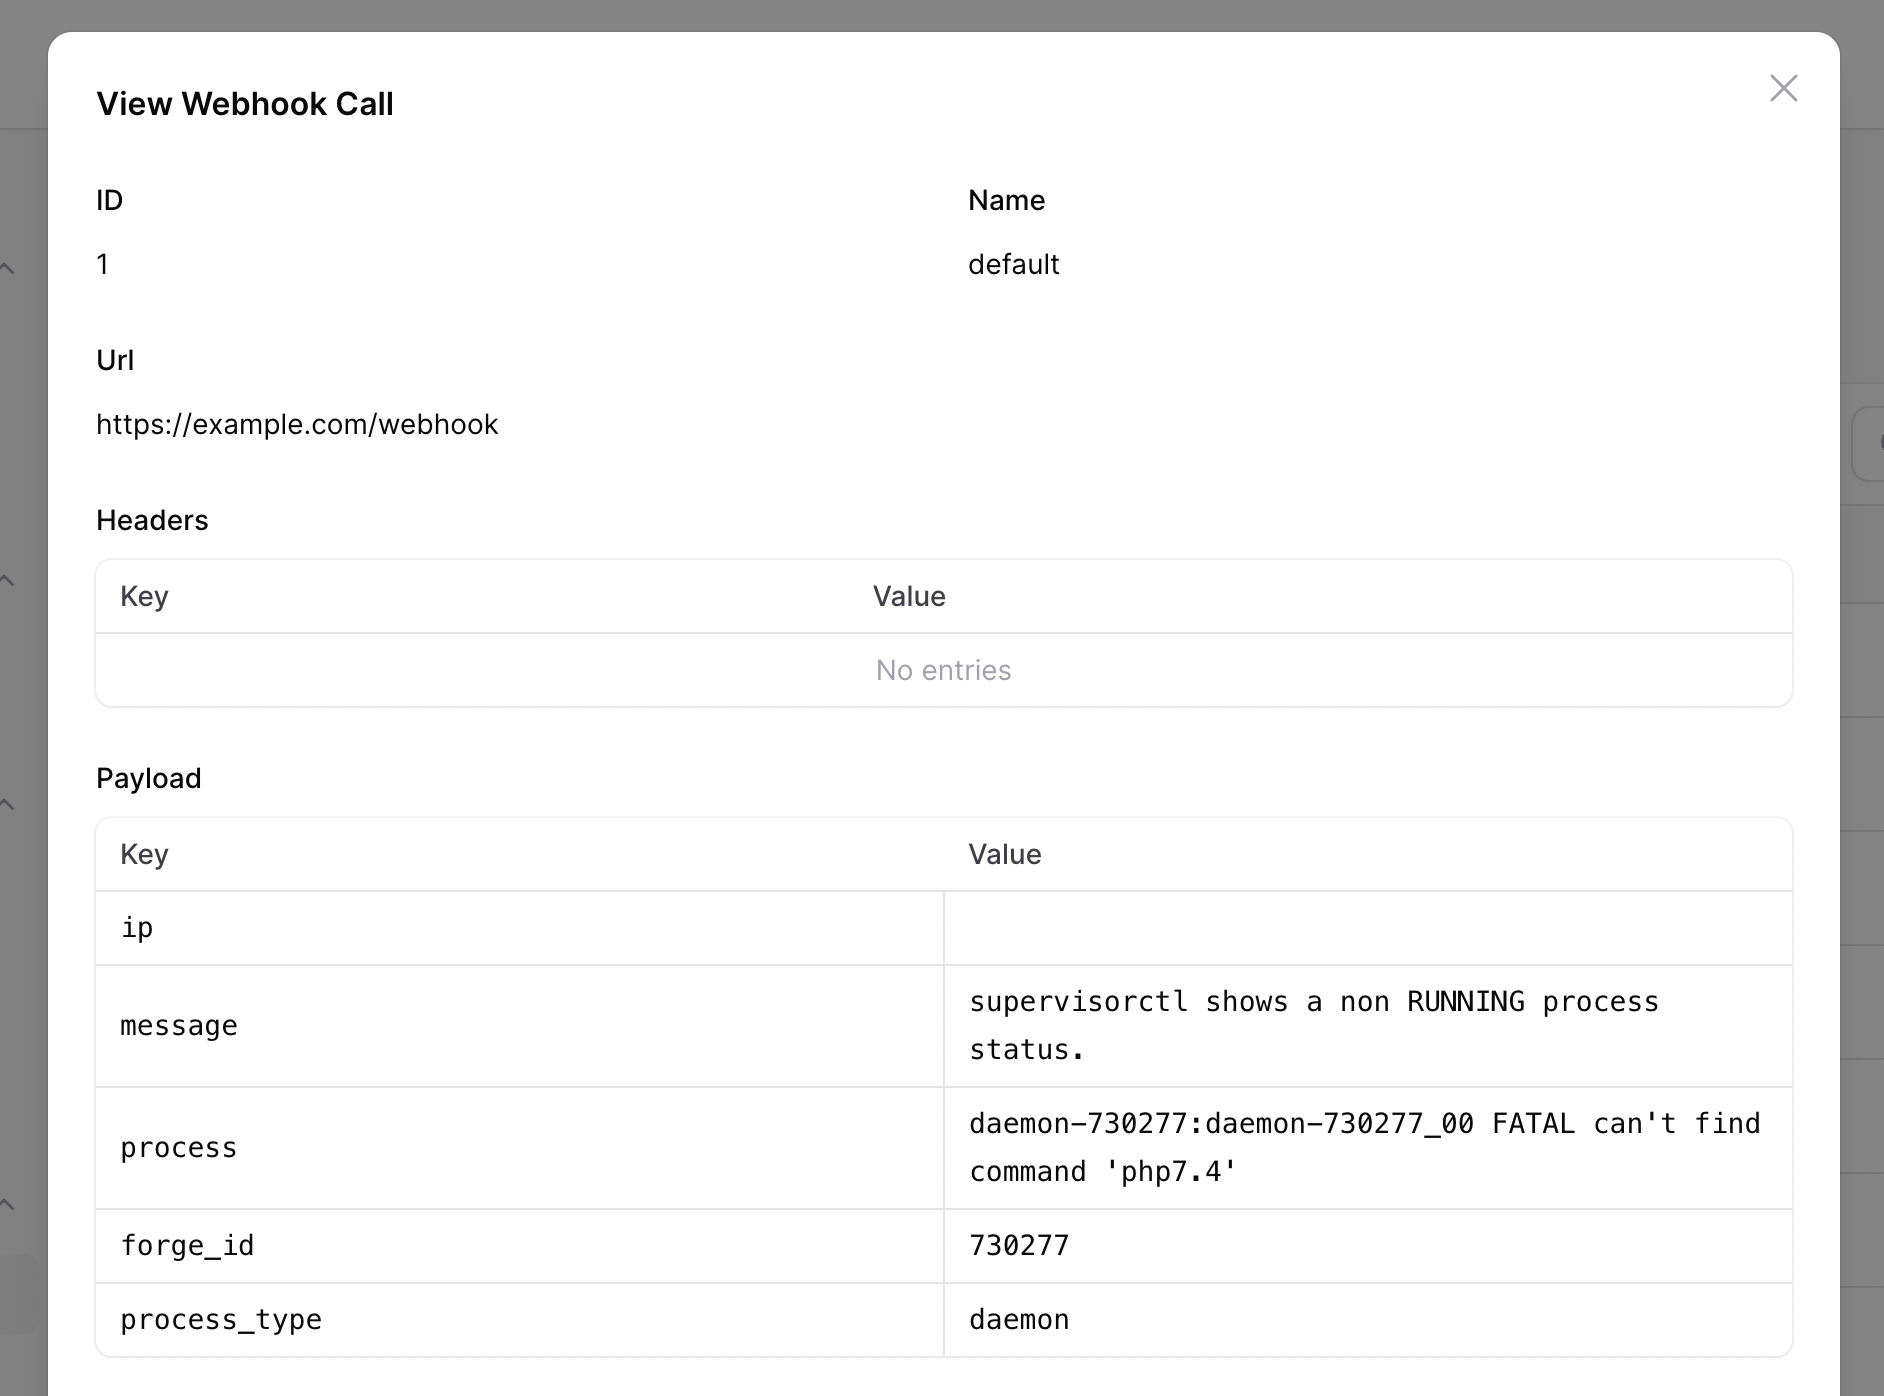 View Webhook Call
ID
Name
1
default
Url
https://example.com/webhook
Headers
Key
Value
No entries
Payload
Key
Value
ip
message
supervisorctl shows a non RUNNING process
status.
process
daemon-730277:daemon-730277_00 FATAL can't find
command 'php7.4'
forge_id
730277
process_type
daemon